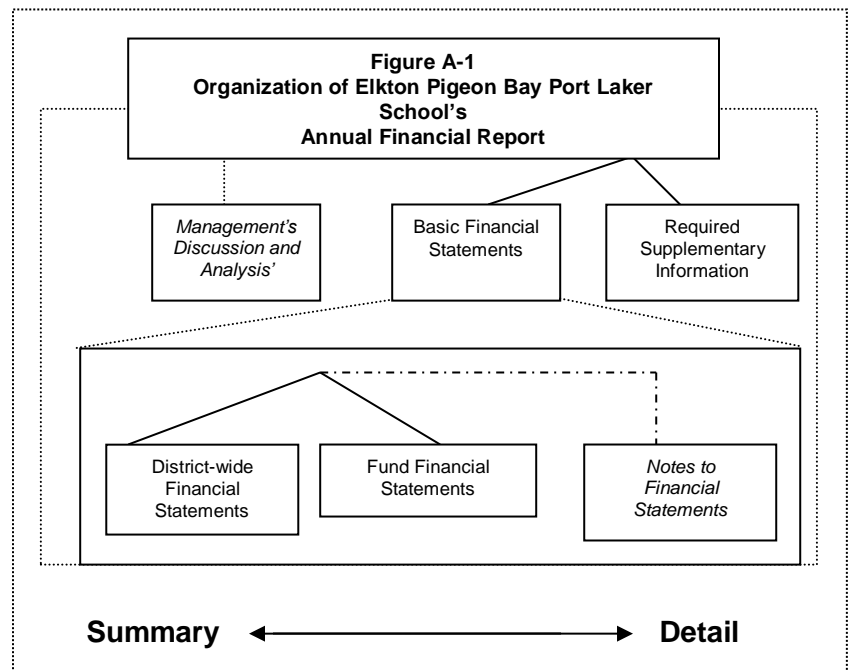 Figure A-1
Organization of Elkton Pigeon Bay Port Laker
School's
Annual Financial Report
Management's
Discussion and
Analysis'
Basic Financial
Statements
Required
Supplementary
Information
District-wide
Financial
Statements
Fund Financial
Statements
Notes to
Financial
Statements
Summary
Detail